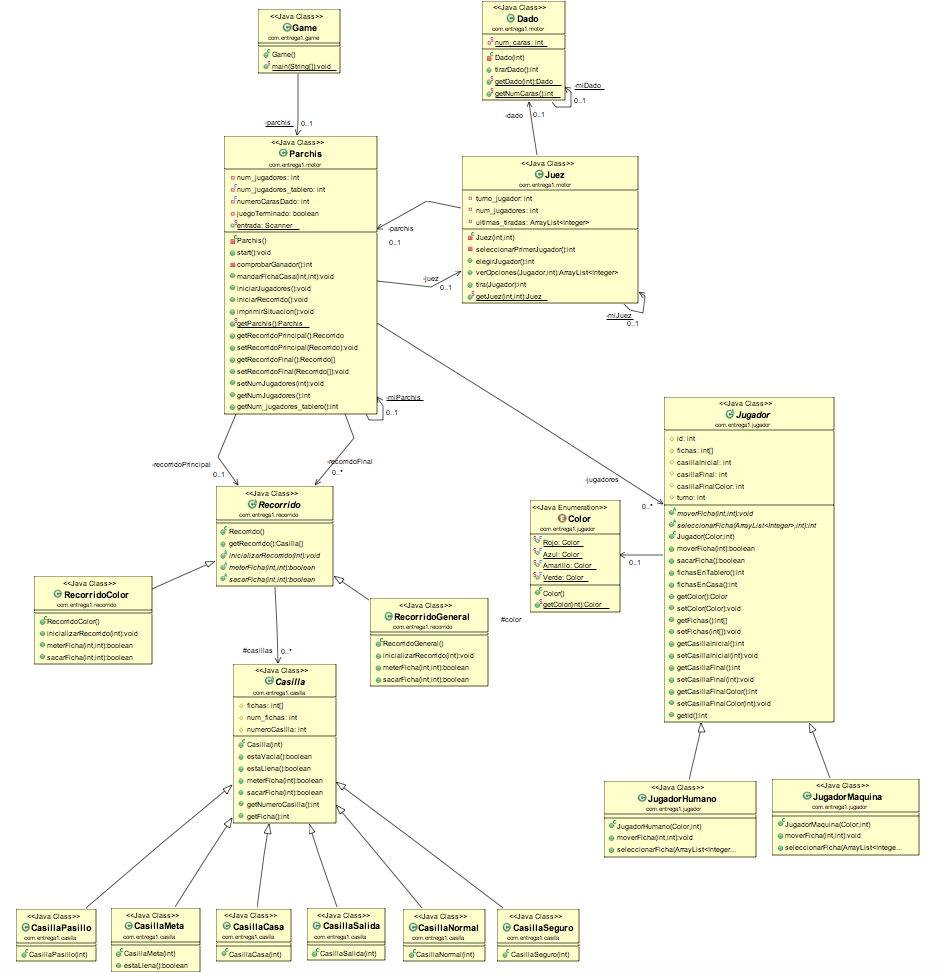 <<Java Class>>
Game
com.entrega1.game
Game()
main(String[]):void
<<Java Class>>
Dado
com.entrega1.motor
num_caras: int
Dado(int)
tirarDado():int
getDado(int):Dado
getNumCaras():int
-miDado
0..1
-dado
0..1
-parchis
0..1
<<Java Class>>
Parchis
com.entrega1.motor
num_jugadores: int
num_jugadores_tablero: int
numeroCarasDado: int
juegoTerminado: boolean
entrada: Scanner
Parchis()
start():void
comprobarGanador():int
mandarFichaCasa(int,int):void
iniciarJugadores():void
iniciarRecorrido():void
imprimirSituacion():void
getParchis():Parchis
getRecorridoPrincipal():Recorrido
setRecorridoPrincipal(Recorrido):void
getRecorridoFinal():Recorrido[]
setRecorridoFinal(Recorrido[]):void
setNumJugadores(int):void
getNumJugadores():int
getNum_jugadores_tablero():int
<<Java Class>>
Juez
com.entrega1.motor
turno_jugador: int
num_jugadores: int
ultimas_tiradas: ArrayList<Integer>
Juez(int,int)
seleccionarPrimerJugador():int
elegirJugador():int
verOpciones(Jugador,int):ArrayList<Integer>
tira(Jugador):int
getJuez(int,int):Juez
-parchis
0..1
-juez
0..1
-miJuez
0..1
-miParchis
0..1
-recorridoPrincipal
0..1
-recorridoFinal
0..*
-jugadores
0..*
<<Java Class>>
Jugador
com.entrega1.jugador
id: int
fichas: int[]
casillaInicial: int
casillaFinal: int
casillaFinalColor: int
turno: int
moverFicha(int,int):void
seleccionarFicha(ArrayList<Integer>,int):int
Jugador(Color,int)
moverFicha(int):boolean
sacarFicha():boolean
fichasEnTablero():int
fichasEnCasa():int
getColor():Color
setColor(Color):void
getFichas():int[]
setFichas(int[]):void
getCasillaInicial():int
setCasillaInicial(int):void
getCasillaFinal():int
setCasillaFinal(int):void
getCasillaFinalColor():int
setCasillaFinalColor(int):void
getId():int
<<Java Class>>
Recorrido
com.entrega1.recorrido
Recorrido()
getRecorrido():Casilla[]
inicializarRecorrido(int):void
meterFicha(int,int):boolean
sacarFicha(int,int):boolean
<<Java Enumeration>>
Color
com.entrega1.jugador
Rojo: Color
Azul: Color
Amarillo: Color
Verde: Color
Color()
getColor(int):Color
0..1
#color
<<Java Class>>
RecorridoColor
com.entrega1.recorrido
RecorridoColor()
inicializarRecorrido(int):void
meterFicha(int,int):boolean
sacarFicha(int,int):boolean
<<Java Class>>
RecorridoGeneral
com.entrega1.recorrido
RecorridoGeneral()
inicializarRecorrido(int):void
meterFicha(int,int):boolean
sacarFicha(int,int):boolean
#casillas
0..*
<<Java Class>>
Casilla
com.entrega1.casilla
fichas: int[]
num_fichas: int
numeroCasilla: int
Casilla(int)
estaVacia():boolean
estaLlena():boolean
meterFicha(int):boolean
sacarFicha(int):boolean
getNumeroCasilla():int
getFicha():int
<<Java Class>>
JugadorHumano
com.entrega1.jugador
JugadorHumano(Color,int)
moverFicha(int,int):void
seleccionarFicha(ArrayList<Integer...
<<Java Class>>
JugadorMaquina
com.entrega1.jugador
JugadorMaquina(Color,int)
moverFicha(int,int):void
seleccionarFicha(ArrayList<Intege...
<<Java Class>>
CasillaPasillo
com.entrega1.casilla
CasillaPasillo(int)
<<Java Class>>
CasillaMeta
com.entrega1.casilla
CasillaMeta(int)
estaLlena():boolean
<<Java Class>>
CasillaCasa
com.entrega1.casilla
CasillaCasa(int)
<<Java Class>>
CasillaSalida
com.entrega1.casilla
CasillaSalida(int)
<<Java Class>>
CasillaNormal
com.entrega1.casilla
CasillaNormal(int)
<<Java Class>>
CasillaSeguro
com.entrega1.casilla
CasillaSeguro(int)